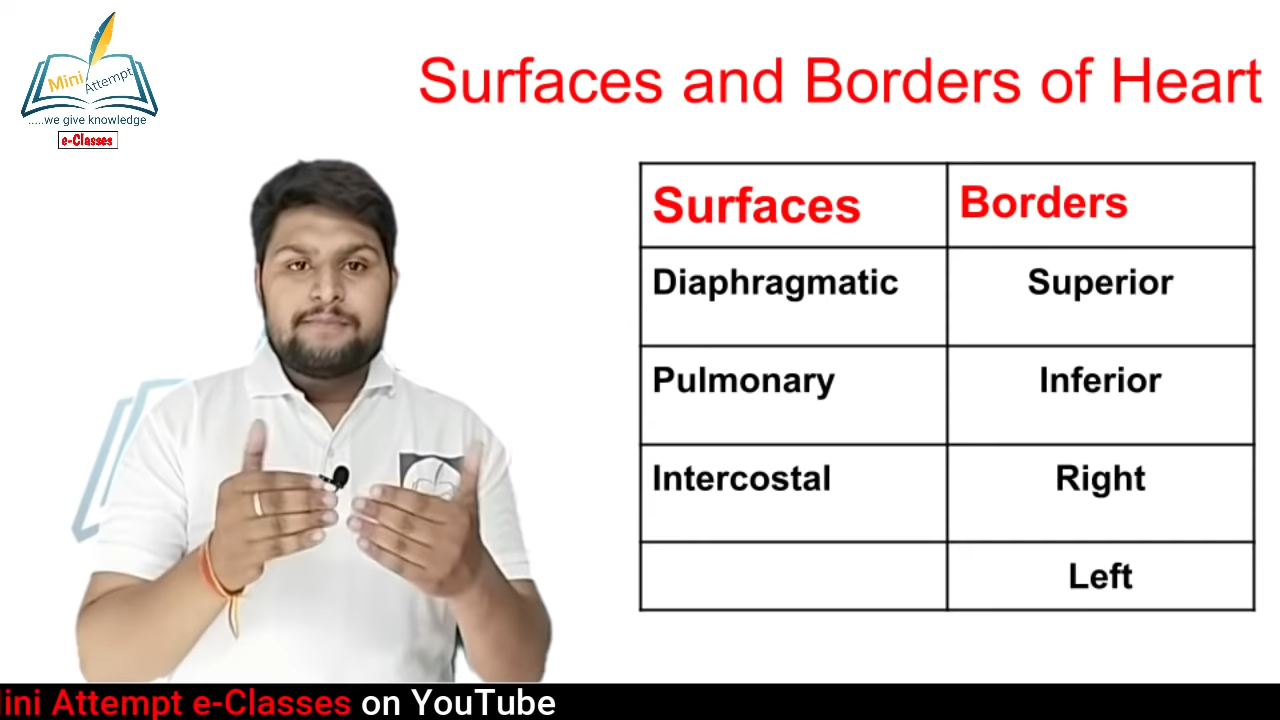 Mini Attempt
.....we give knowledge
e-Classes
Surfaces and Borders of Heart
Surfaces Borders
Diaphragmatic Superior
Pulmonary Inferior
Intercostal Right
Left
ini Attempt e-Classes on YouTube